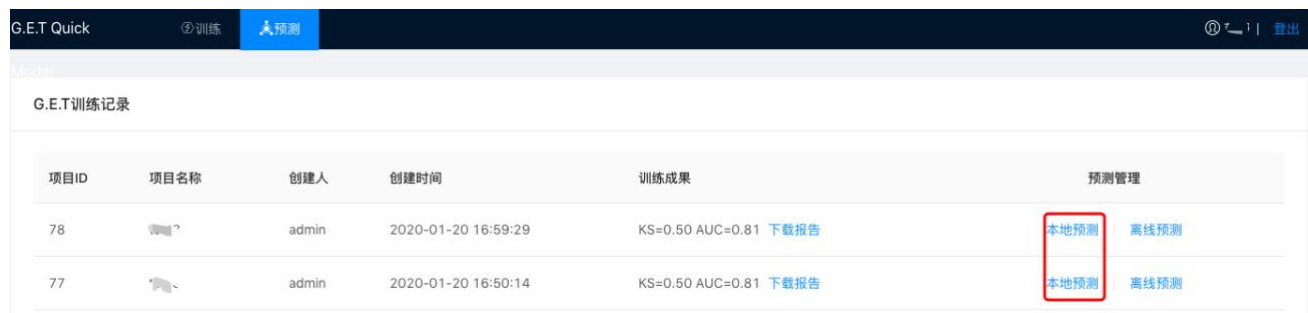 G.E.T Quick 训练 预测 | 登出
Model
G.E.T训练记录
项目ID 项目名称 创建人 创建时间 训练成果 预测管理
78 admin 2020-01-20 16:59:29 KS=0.50 AUC=0.81 下载报告 本地预测 离线预测
77 admin 2020-01-20 16:50:14 KS=0.50 AUC=0.81 下载报告 本地预测 离线预测